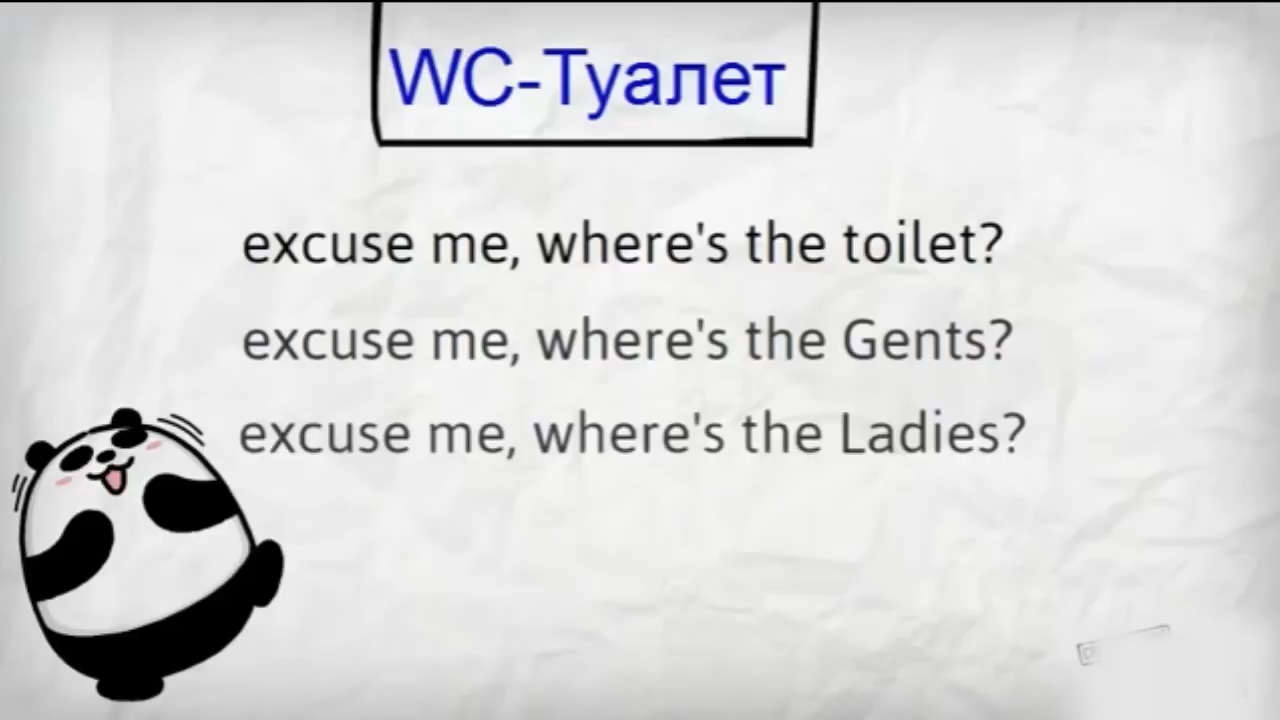 WC-Туалет
excuse me, where's the toilet?
excuse me, where's the Gents?
excuse me, where's the Ladies?